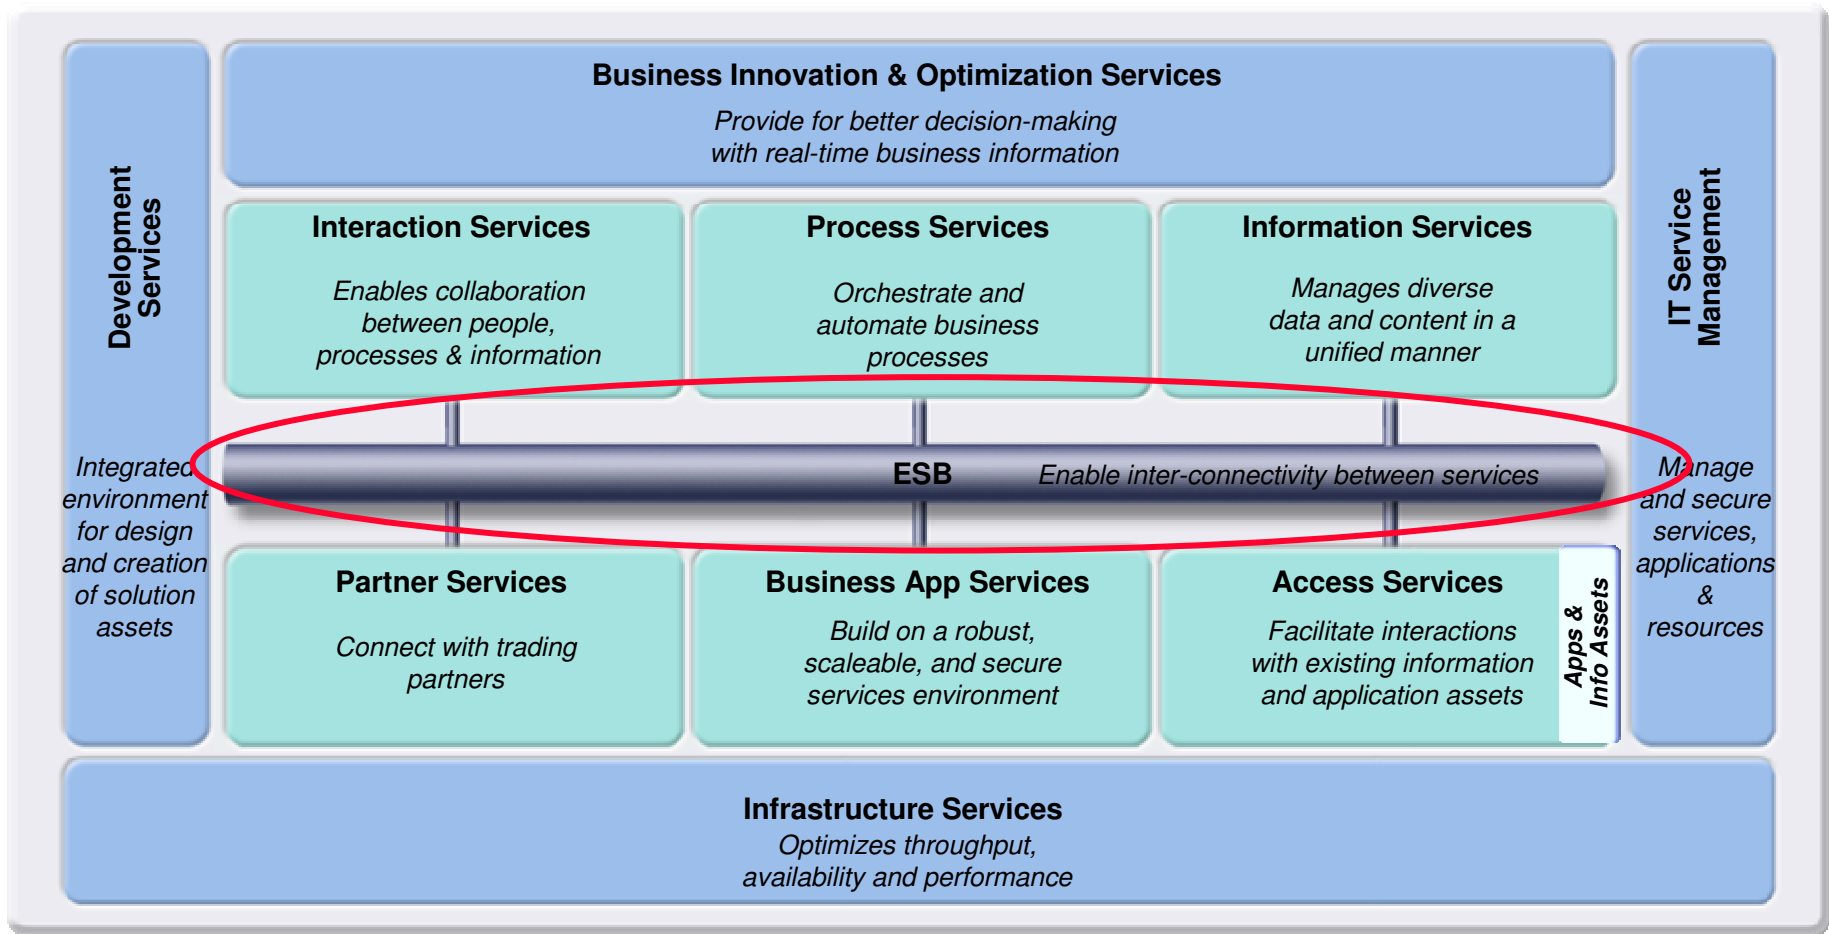 Business Innovation & Optimization Services
Provide for better decision-making
with real-time business information
Development
Services
Integrated
environment
for design
and creation
of solution
assets
Interaction Services
Enables collaboration
between people,
processes & information
Process Services
Orchestrate and
automate business
processes
Information Services
Manages diverse
data and content in a
unified manner
IT Service
Management
Manage
and secure
services,
applications
&
resources
ESB
Enable inter-connectivity between services
Partner Services
Connect with trading
partners
Business App Services
Build on a robust,
scaleable, and secure
services environment
Access Services
Facilitate interactions
with existing information
and application assets
Apps &
Info Assets
Infrastructure Services
Optimizes throughput,
availability and performance